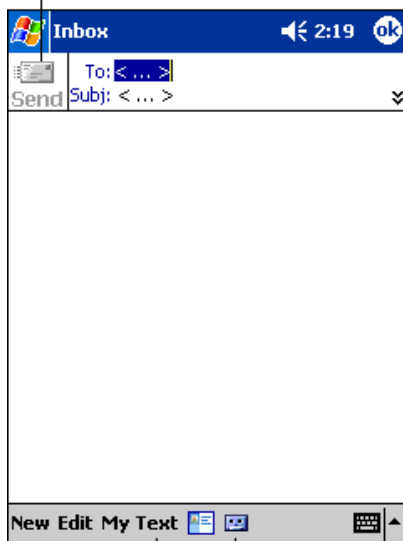 Inbox 2:19 ok
To: < ... >
Send Subj: < ... >
New Edit My Text